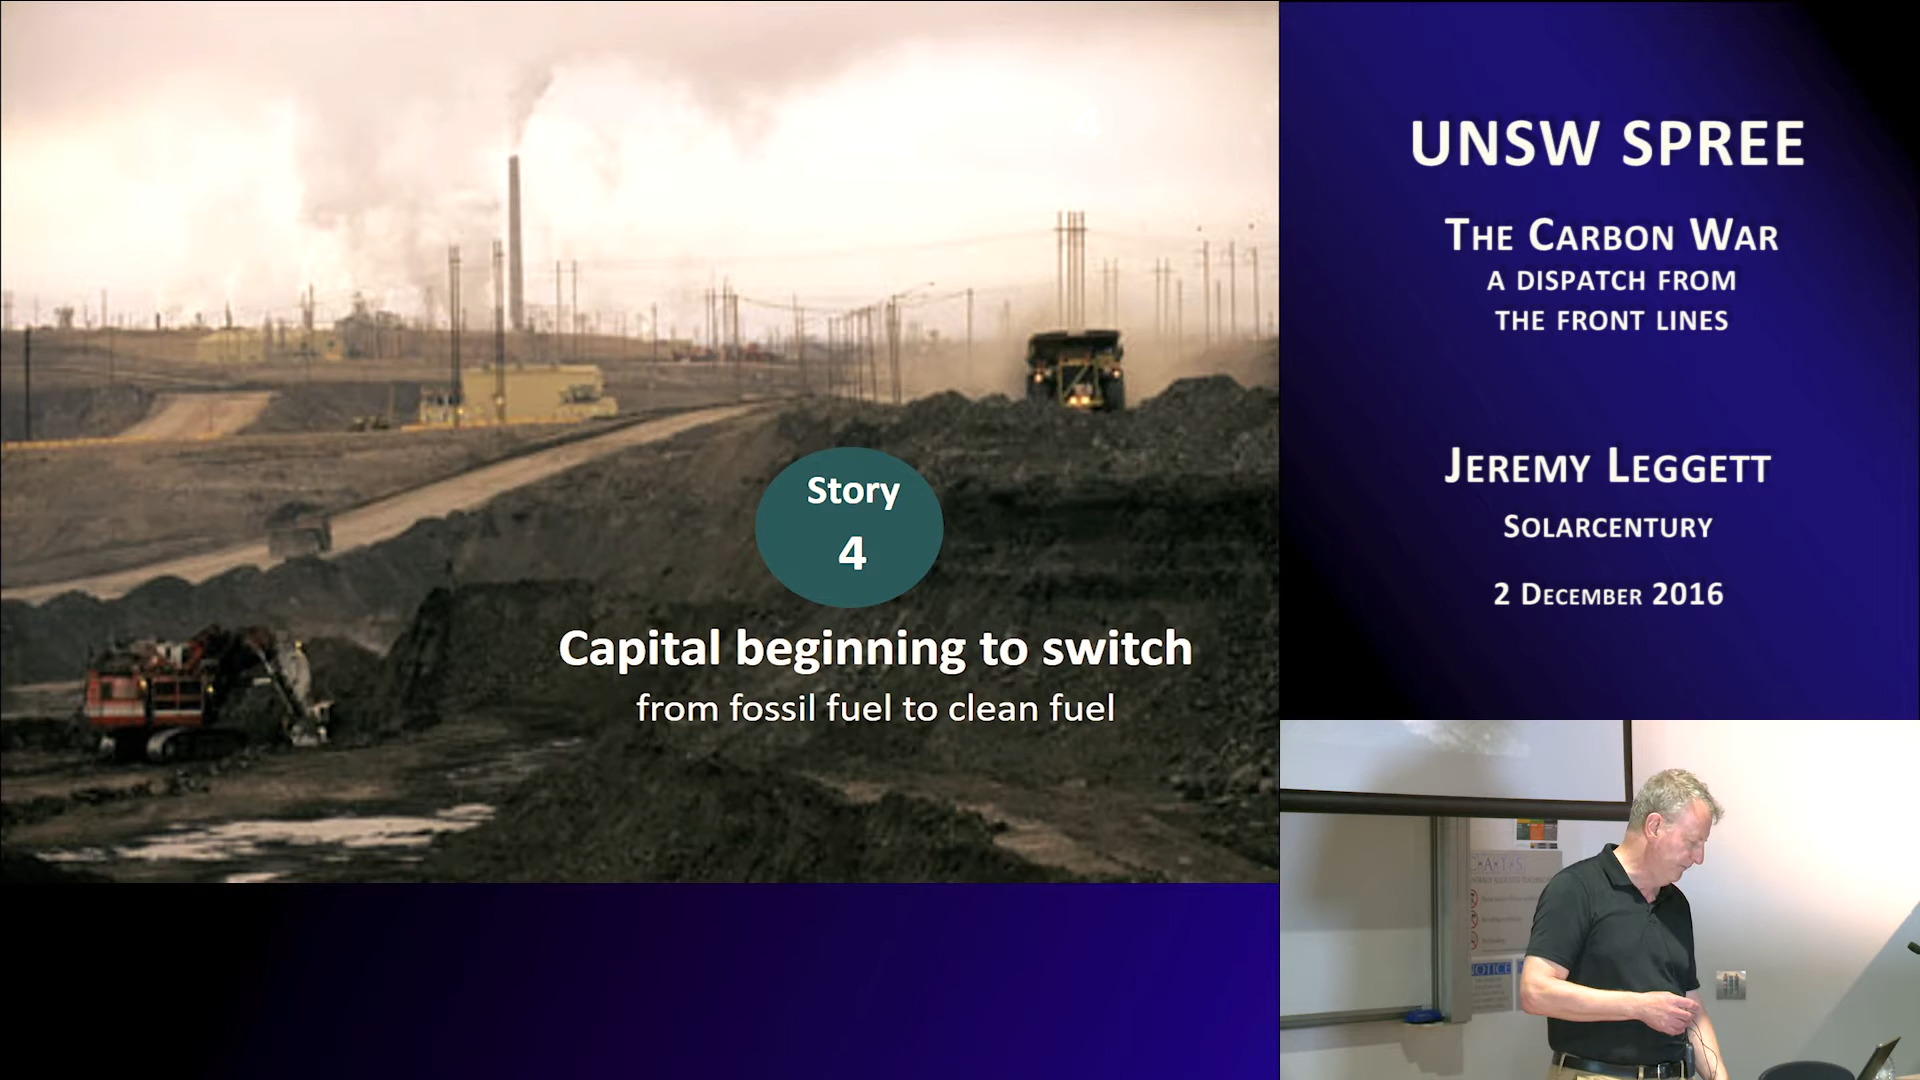 Story
4
Capital beginning to switch
from fossil fuel to clean fuel
UNSW SPREE
THE CARBON WAR
A DISPATCH FROM
THE FRONT LINES
JEREMY LEGGETT
SOLARCENTURY
2 DECEMBER 2016
NOTICE